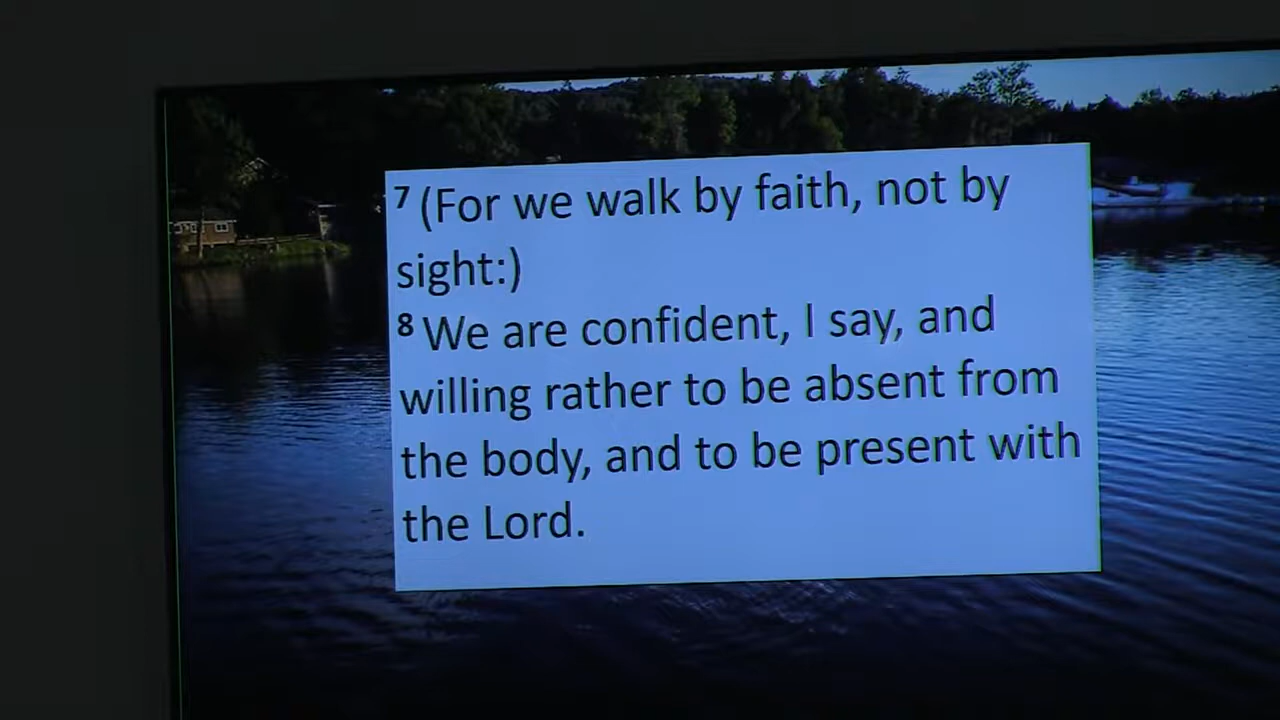 7 (For we walk by faith, not by
sight:)
8 We are confident, I say, and
willing rather to be absent from
the body, and to be present with
the Lord.